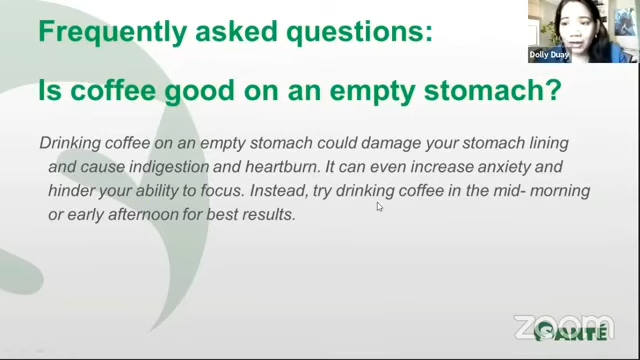 Frequently asked questions:
Dolly Duay
Is coffee good on an empty stomach?
Drinking coffee on an empty stomach could damage your stomach lining
and cause indigestion and heartburn. It can even increase anxiety and
hinder your ability to focus. Instead, try drinking coffee in the mid- morning
or early afternoon for best results.
zoom
SANTÉ